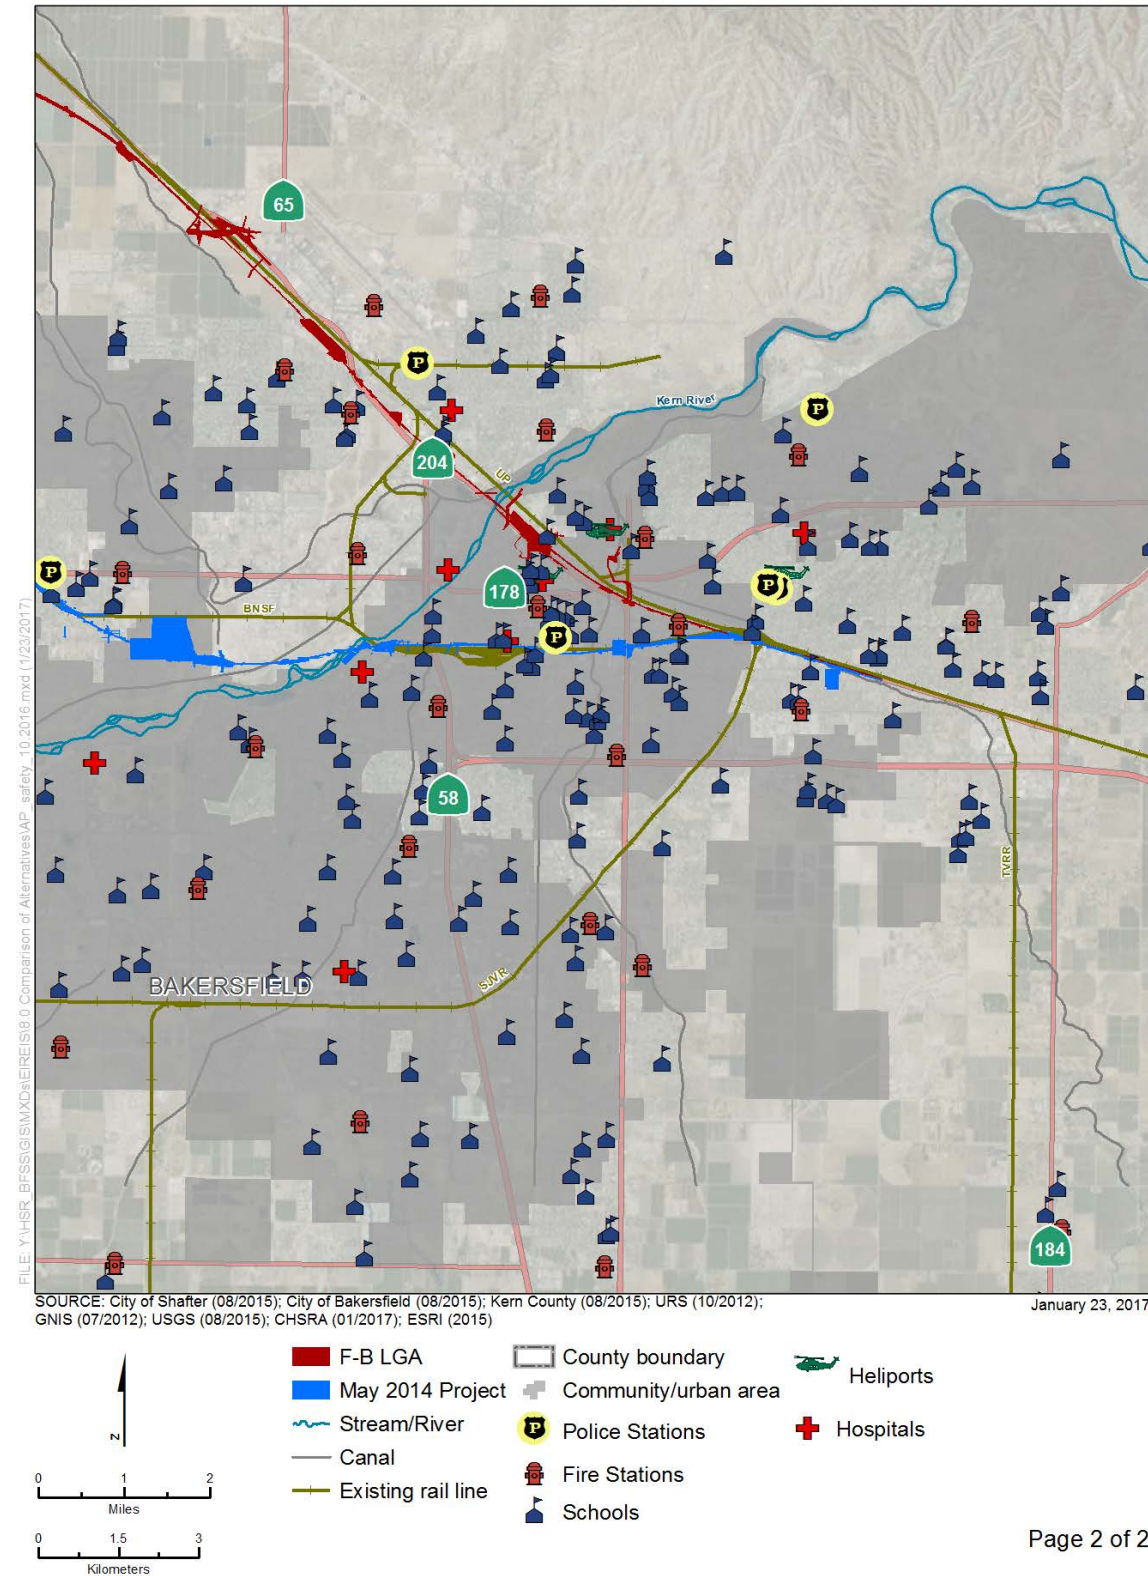 65
Kern River
204
UP
178
BNSF
58
TVRR
SJVR
BAKERSFIELD
184
FILE: Y:\HSR_BFSS\GIS\MXDs\EIREIS\8.0 Comparison of Alternatives\AP_safety_10.2016.mxd (1/22/2017)
SOURCE: City of Shafter (08/2015); City of Bakersfield (08/2015); Kern County (08/2015); URS (10/2012);
GNIS (07/2012); USGS (08/2015); CHSRA (01/2017); ESRI (2015)
January 23, 2017
F-B LGA
May 2014 Project
Stream/River
Canal
Existing rail line
County boundary
Community/urban area
Police Stations
Fire Stations
Schools
Heliports
Hospitals
N
0 1 2
Miles
0 1.5 3
Kilometers
Page 2 of 2